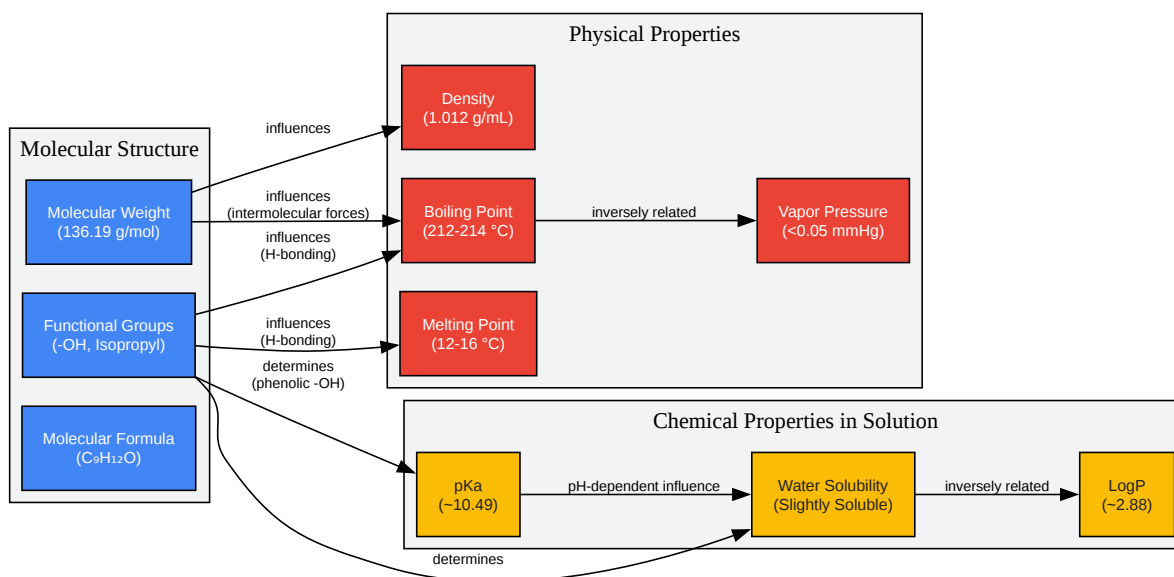 Physical Properties
Density
(1.012 g/mL)
influences
Molecular Structure
Molecular Weight
(136.19 g/mol)
influences
(intermolecular forces)
Boiling Point
(212-214 °C)
inversely related
Vapor Pressure
(<0.05 mmHg)
influences
(H-bonding)
Functional Groups
(-OH, Isopropyl)
influences
(H-bonding)
Melting Point
(12-16 °C)
determines
(phenolic -OH)
Molecular Formula
(C₉H₁₂O)
Chemical Properties in Solution
pKa
(~10.49)
pH-dependent influence
Water Solubility
(Slightly Soluble)
inversely related
LogP
(~2.88)
determines